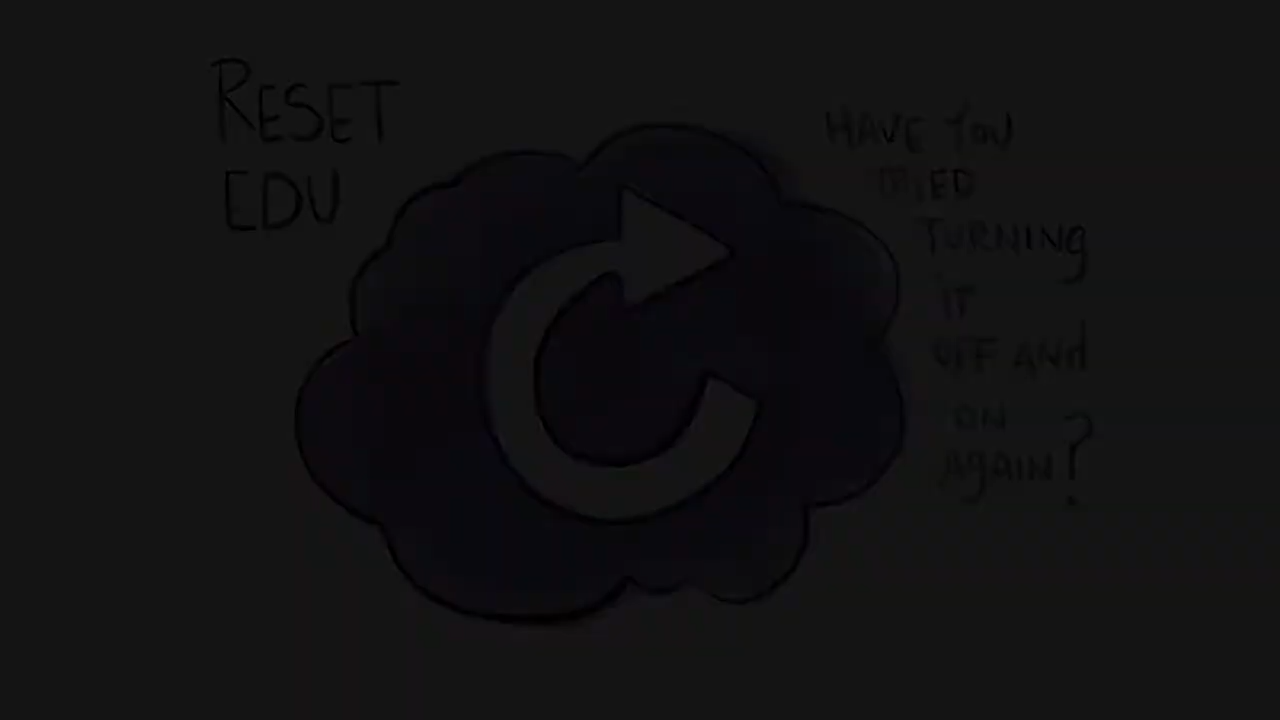 RESET
EDU
HAVE YOU
TRIED
TURNING
IT
OFF AND
ON
AGAIN?